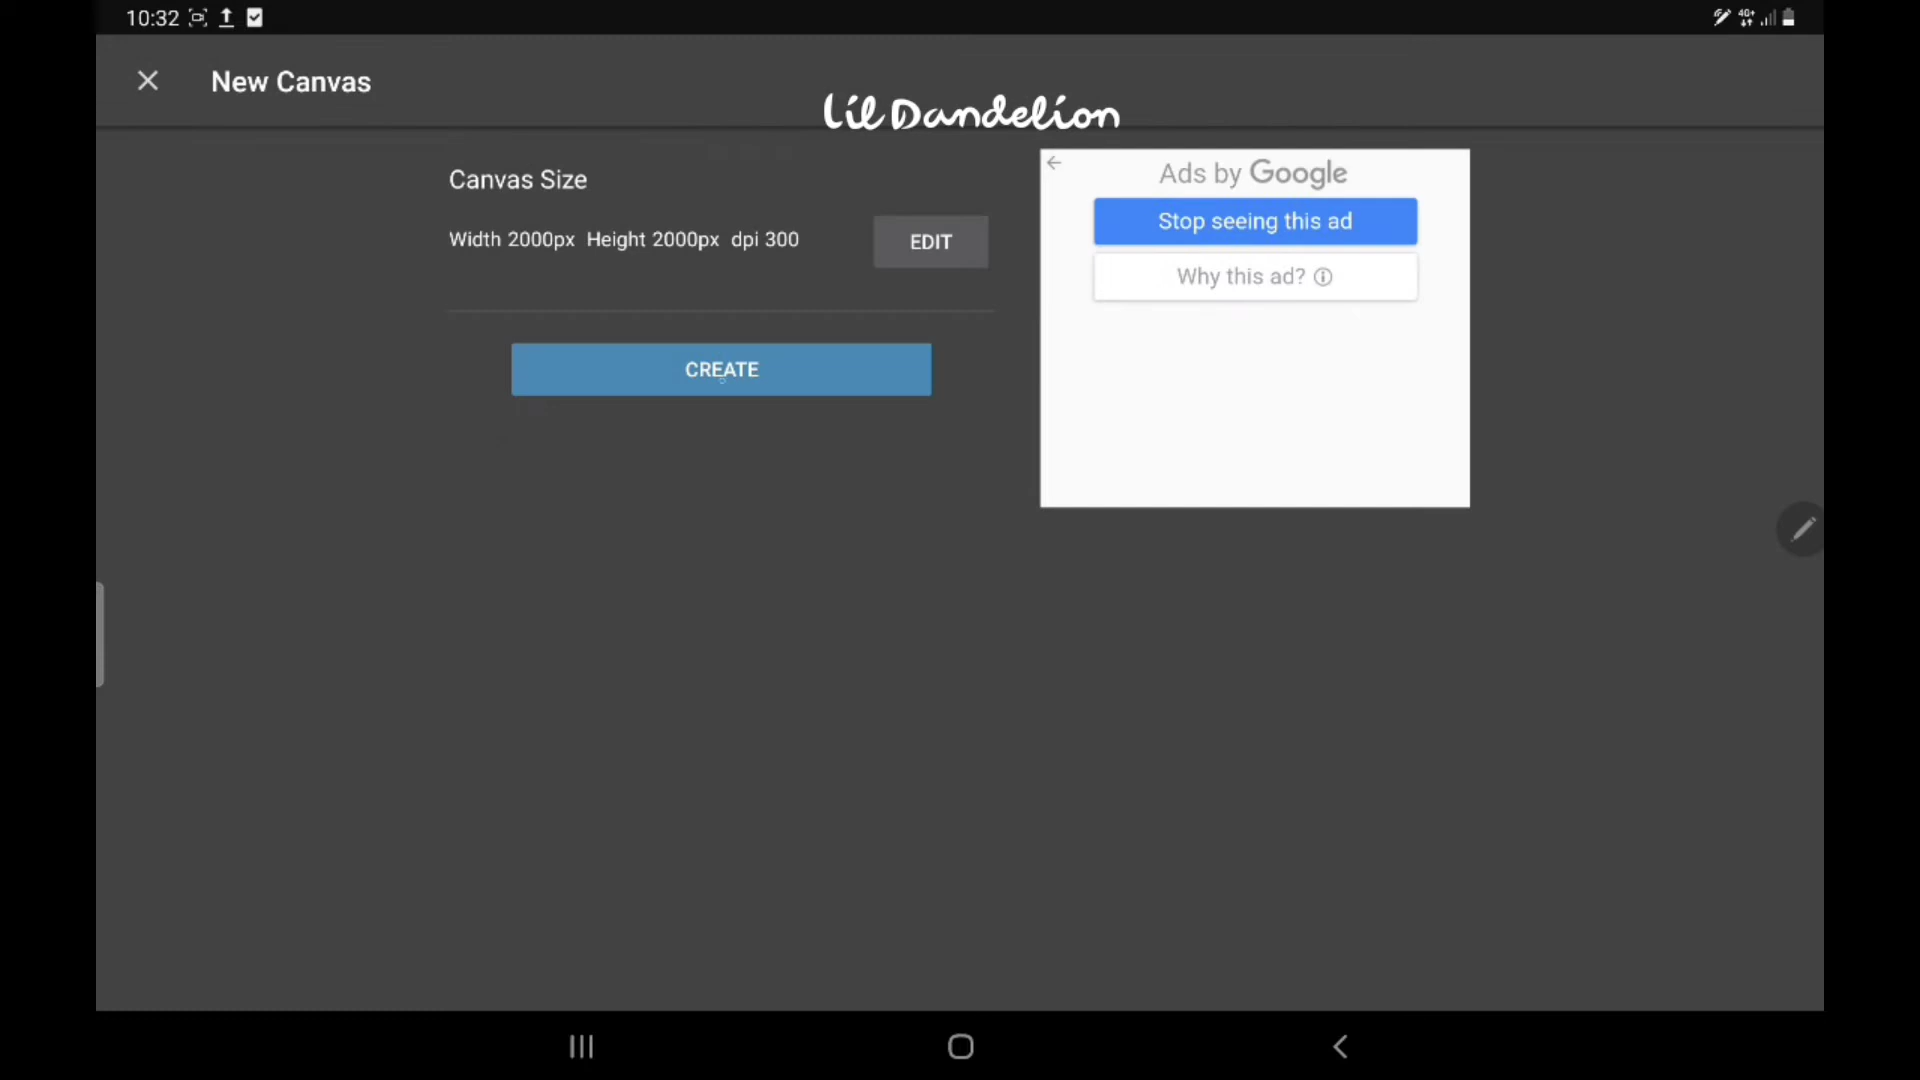 10:32
4G+
New Canvas
Lil Dandelion
Canvas Size
Width 2000px Height 2000px dpi 300
EDIT
CREATE
Ads by Google
Stop seeing this ad
Why this ad?